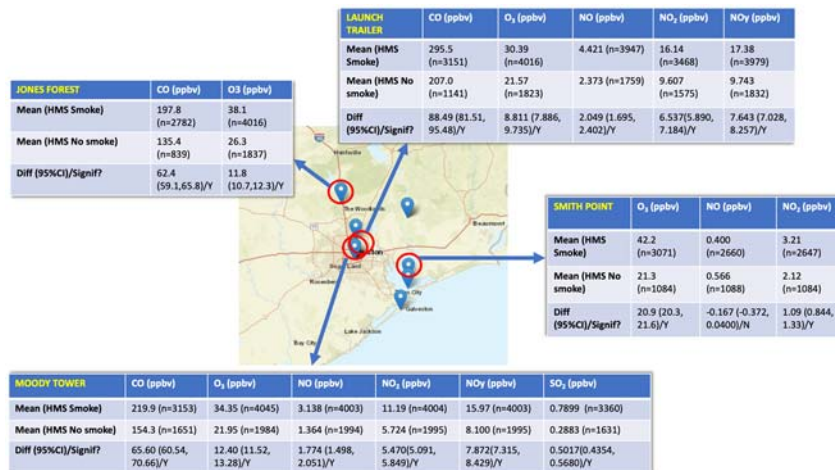 LAUNCH TRAILER CO (ppbv) O₃ (ppbv) NO (ppbv) NO₂ (ppbv) NOy (ppbv)
Mean (HMS Smoke) 295.5 (n=3151) 30.39 (n=4016) 4.421 (n=3947) 16.14 (n=3468) 17.38 (n=3979)
Mean (HMS No smoke) 207.0 (n=1141) 21.57 (n=1823) 2.373 (n=1759) 9.607 (n=1575) 9.743 (n=1832)
Diff (95%CI)/Signif? 88.49 (81.51, 95.48)/Y 8.811 (7.886, 9.735)/Y 2.049 (1.695, 2.402)/Y 6.537(5.890, 7.184)/Y 7.643 (7.028, 8.257)/Y
JONES FOREST CO (ppbv) O3 (ppbv)
Mean (HMS Smoke) 197.8 (n=2782) 38.1 (n=4016)
Mean (HMS No smoke) 135.4 (n=839) 26.3 (n=1837)
Diff (95%CI)/Signif? 62.4 (59.1,65.8)/Y 11.8 (10.7,12.3)/Y
Huntsville
The Woodlands
Beaumont
Rosenberg
Galveston
Lake Jackson
Bay City
SMITH POINT O₃ (ppbv) NO (ppbv) NO₂ (ppbv)
Mean (HMS Smoke) 42.2 (n=3071) 0.400 (n=2660) 3.21 (n=2647)
Mean (HMS No smoke) 21.3 (n=1084) 0.566 (n=1088) 2.12 (n=1084)
Diff (95%CI)/Signif? 20.9 (20.3, 21.6)/Y -0.167 (-0.372, 0.0400)/N 1.09 (0.844, 1.33)/Y
MOODY TOWER CO (ppbv) O₃ (ppbv) NO (ppbv) NO₂ (ppbv) NOy (ppbv) SO₂ (ppbv)
Mean (HMS Smoke) 219.9 (n=3153) 34.35 (n=4045) 3.138 (n=4003) 11.19 (n=4004) 15.97 (n=4003) 0.7899 (n=3360)
Mean (HMS No smoke) 154.3 (n=1651) 21.95 (n=1984) 1.364 (n=1994) 5.724 (n=1995) 8.100 (n=1995) 0.2883 (n=1631)
Diff (95%CI)/Signif? 65.60 (60.54, 70.66)/Y 12.40 (11.52, 13.28)/Y 1.774 (1.498, 2.051)/Y 5.470(5.091, 5.849)/Y 7.872(7.315, 8.429)/Y 0.5017(0.4354, 0.5680)/Y